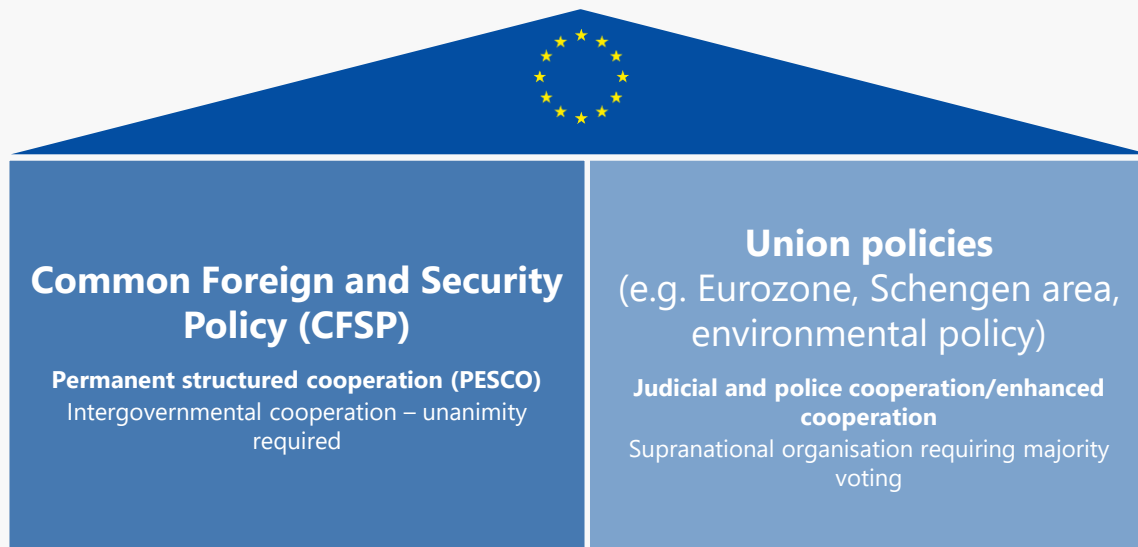 Common Foreign and Security
Policy (CFSP)
Permanent structured cooperation (PESCO)
Intergovernmental cooperation – unanimity
required
Union policies
(e.g. Eurozone, Schengen area,
environmental policy)
Judicial and police cooperation/enhanced
cooperation
Supranational organisation requiring majority
voting